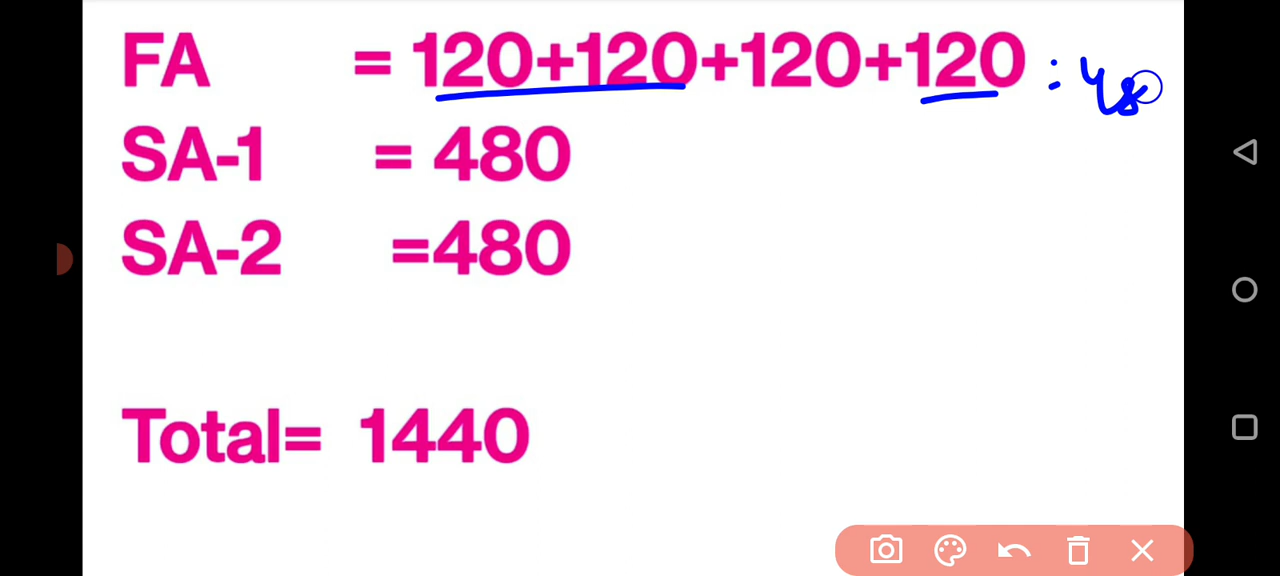 FA = 120+120+120+120 : 480
SA-1 = 480
SA-2 =480
Total= 1440